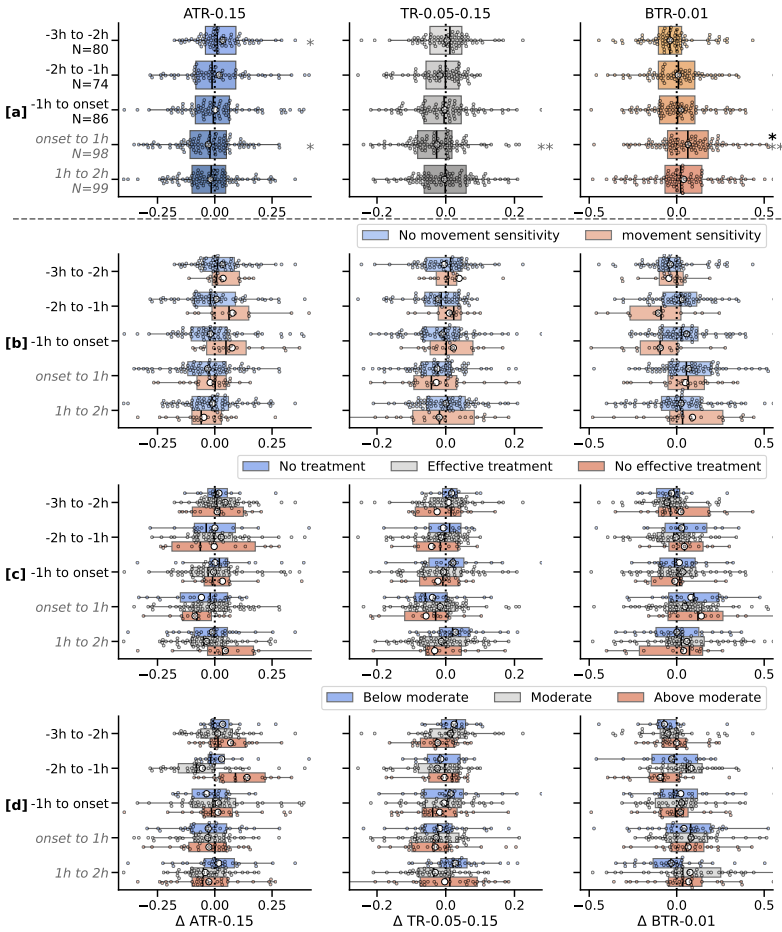 ATR-0.15 TR-0.05-0.15 BTR-0.01
[a]
-3h to -2h
N=80
*
-2h to -1h
N=74
-1h to onset
N=86
onset to 1h
N=98
* ** * **
1h to 2h
N=99
−0.25 0.00 0.25 −0.2 0.0 0.2 −0.5 0.0 0.5
No movement sensitivity movement sensitivity
[b]
-3h to -2h
-2h to -1h
-1h to onset
onset to 1h
1h to 2h
−0.25 0.00 0.25 −0.2 0.0 0.2 −0.5 0.0 0.5
No treatment Effective treatment No effective treatment
[c]
-3h to -2h
-2h to -1h
-1h to onset
onset to 1h
1h to 2h
−0.25 0.00 0.25 −0.2 0.0 0.2 −0.5 0.0 0.5
Below moderate Moderate Above moderate
[d]
-3h to -2h
-2h to -1h
-1h to onset
onset to 1h
1h to 2h
−0.25 0.00 0.25 −0.2 0.0 0.2 −0.5 0.0 0.5
Δ ATR-0.15 Δ TR-0.05-0.15 Δ BTR-0.01